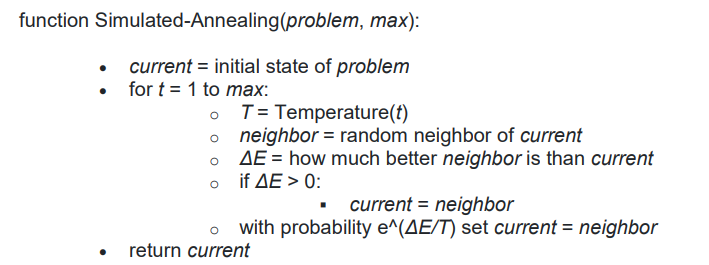 function Simulated-Annealing(problem, max):
• current = initial state of problem
• for t = 1 to max:
○ T = Temperature(t)
○ neighbor = random neighbor of current
○ ΔE = how much better neighbor is than current
○ if ΔE > 0:
▪ current = neighbor
○ with probability e^(ΔE/T) set current = neighbor
• return current